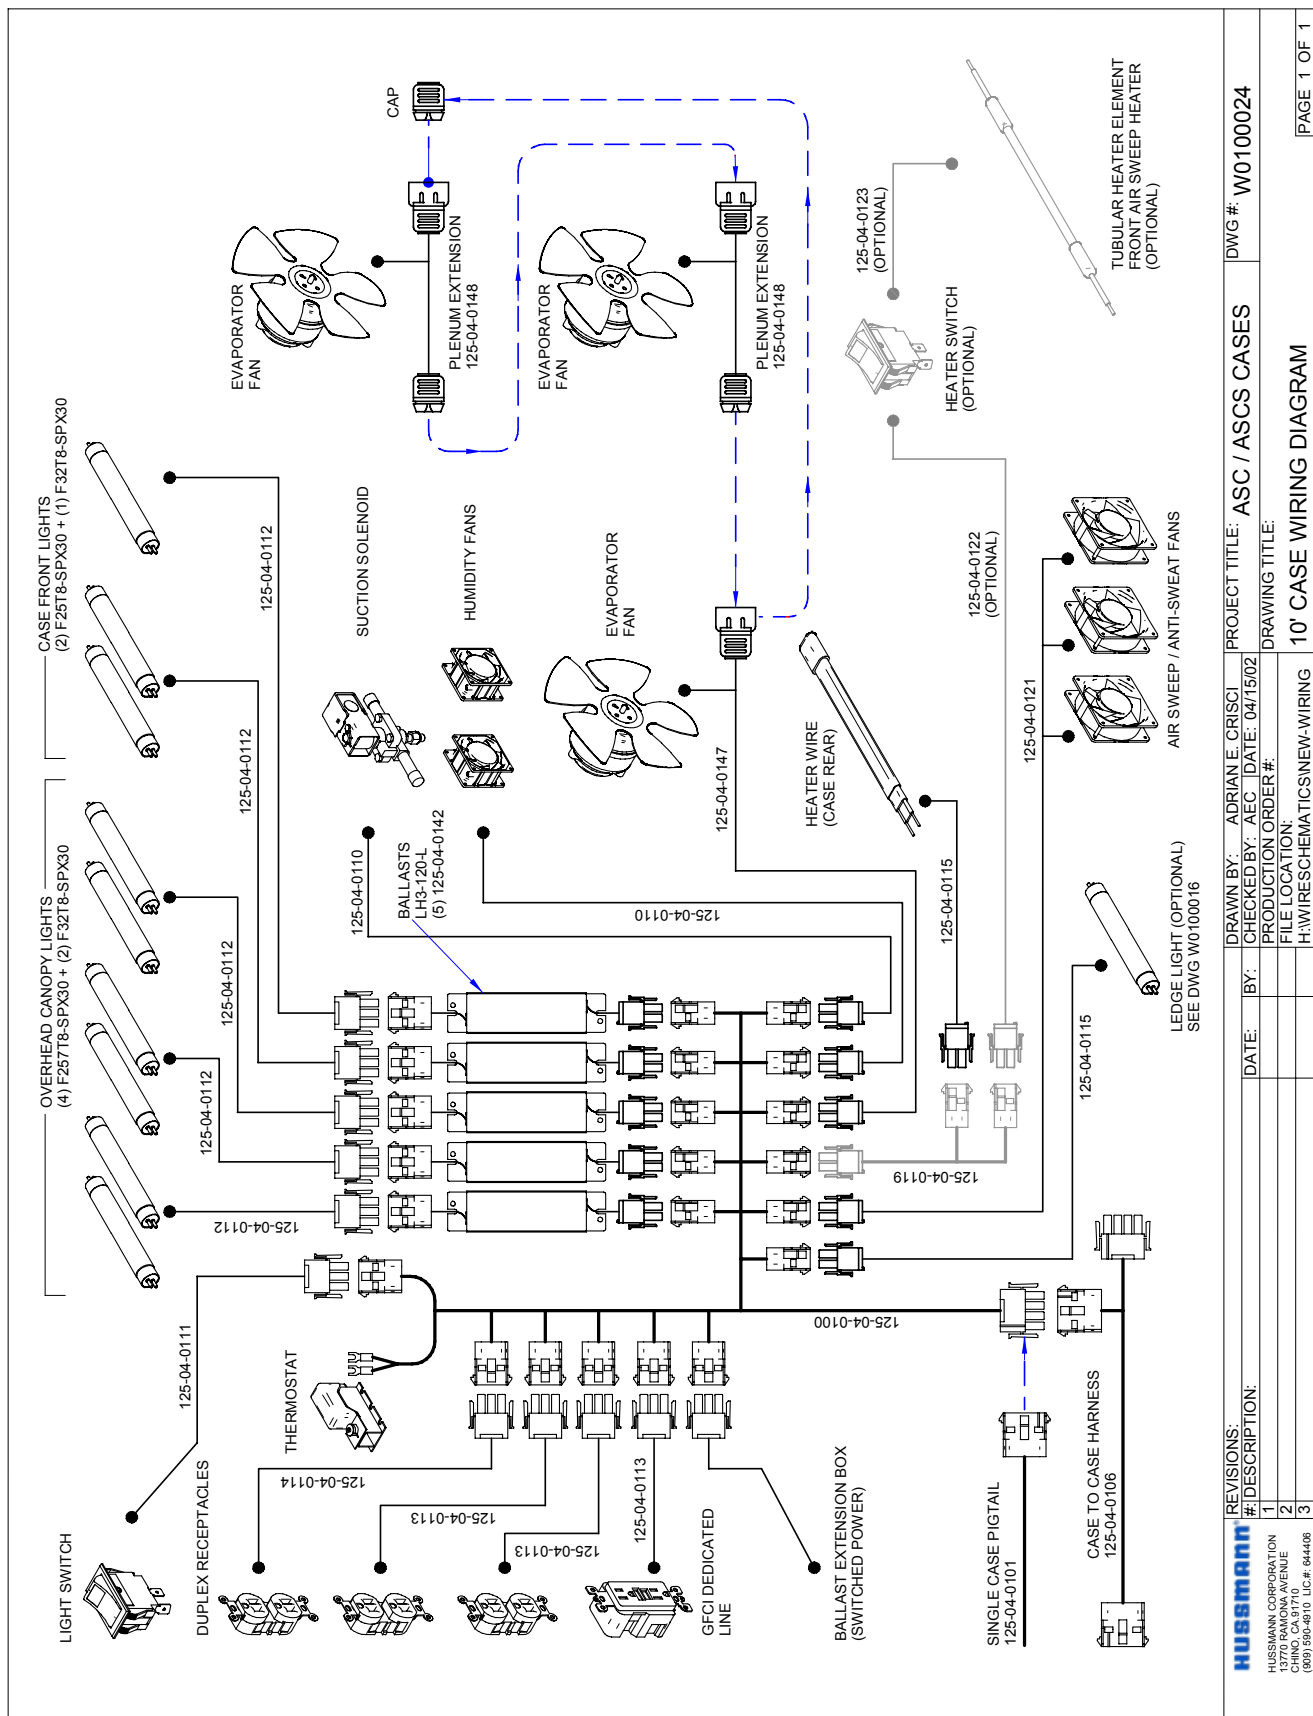 OVERHEAD CANOPY LIGHTS
(4) F257T8-SPX30 + (2) F32T8-SPX30
CASE FRONT LIGHTS
(2) F25T8-SPX30 + (1) F32T8-SPX30
LIGHT SWITCH
125-04-0111
125-04-0112
125-04-0112
125-04-0112
125-04-0112
125-04-0112
DUPLEX RECEPTACLES
THERMOSTAT
125-04-0114
125-04-0113
125-04-0113
125-04-0113
GFCI DEDICATED
LINE
BALLAST EXTENSION BOX
(SWITCHED POWER)
SINGLE CASE PIGTAIL
125-04-0101
CASE TO CASE HARNESS
125-04-0106
125-04-0100
BALLASTS
LH3-120-L
(5) 125-04-0142
125-04-0110
125-04-0110
SUCTION SOLENOID
HUMIDITY FANS
EVAPORATOR
FAN
125-04-0147
EVAPORATOR
FAN
PLENUM EXTENSION
125-04-0148
EVAPORATOR
FAN
PLENUM EXTENSION
125-04-0148
CAP
HEATER WIRE
(CASE REAR)
125-04-0115
125-04-0119
125-04-0115
LEDGE LIGHT (OPTIONAL)
SEE DWG W0100016
125-04-0121
AIR SWEEP / ANTI-SWEAT FANS
125-04-0122
(OPTIONAL)
HEATER SWITCH
(OPTIONAL)
125-04-0123
(OPTIONAL)
TUBULAR HEATER ELEMENT
FRONT AIR SWEEP HEATER
(OPTIONAL)
HUSSMANN
HUSSMANN CORPORATION
13770 RAMONA AVENUE
CHINO, CA 91710
(909) 590-4910 LIC#: 644406
REVISIONS:
#: DESCRIPTION: DATE: BY:
1
2
3
DRAWN BY: ADRIAN E. CRISCI
CHECKED BY: AEC DATE: 04/15/02
PRODUCTION ORDER #:
FILE LOCATION:
H:\WIRESCHEMATICS\NEW-WIRING
PROJECT TITLE: ASC / ASCS CASES
DRAWING TITLE:
10' CASE WIRING DIAGRAM
DWG #: W0100024
PAGE 1 OF 1